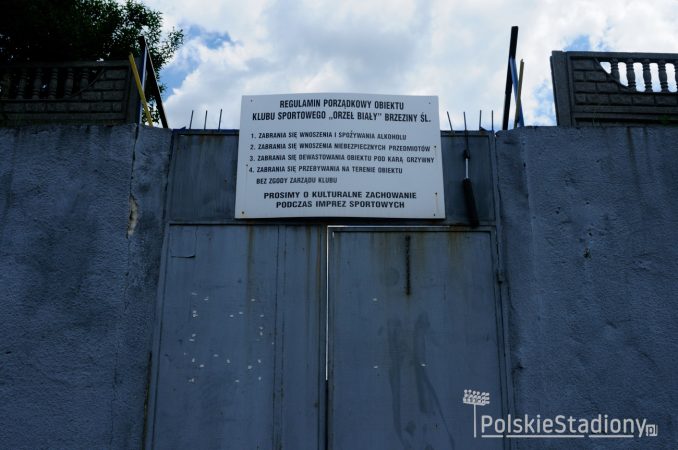 REGULAMIN PORZĄDKOWY OBIEKTU
KLUBU SPORTOWEGO „ORZEŁ BIAŁY" BRZEZINY ŚL.
1. ZABRANIA SIĘ WNOSZENIA I SPOŻYWANIA ALKOHOLU
2. ZABRANIA SIĘ WNOSZENIA NIEBEZPIECZNYCH PRZEOMIOTÓW
3. ZABRANIA SIĘ DEWASTOWANIA OBIEKTU POD KARĄ GRZYWNY
4. ZABRANIA SIĘ PRZEBYWANIA NA TERENIE OBIEKTU
BEZ ZGODY ZARZĄDU KLUBU
PROSIMY O KULTURALNE ZACHOWANIE
PODCZAS IMPREZ SPORTOWYCH
PolskieStadiony.pl